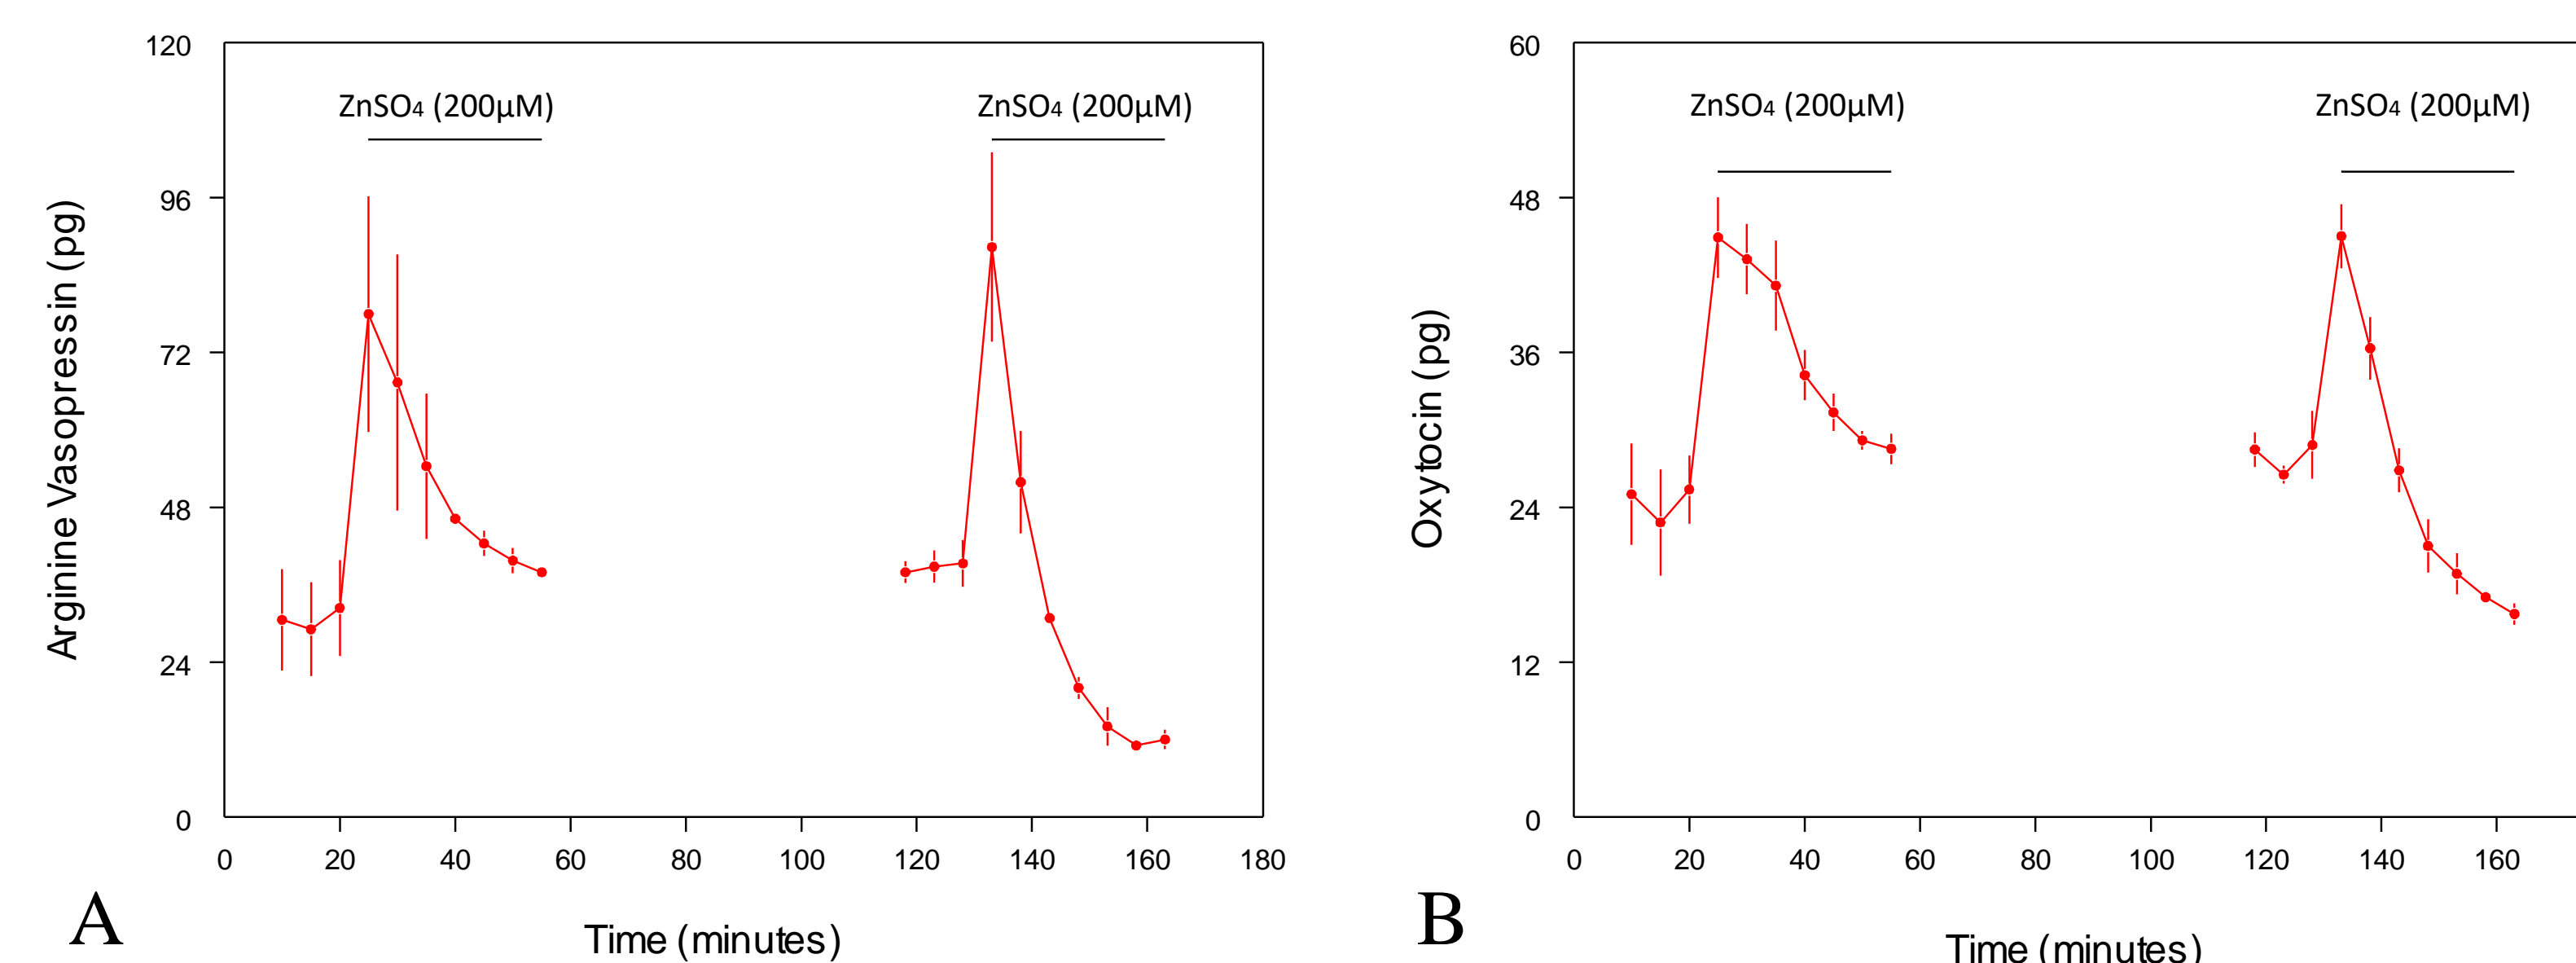 120
96
72
48
24
0
Arginine Vasopressin (pg)
ZnSO4 (200µM)
ZnSO4 (200µM)
0 20 40 60 80 100 120 140 160 180
Time (minutes)
A
60
48
36
24
12
0
Oxytocin (pg)
ZnSO4 (200µM)
ZnSO4 (200µM)
0 20 40 60 80 100 120 140 160
Time (minutes)
B